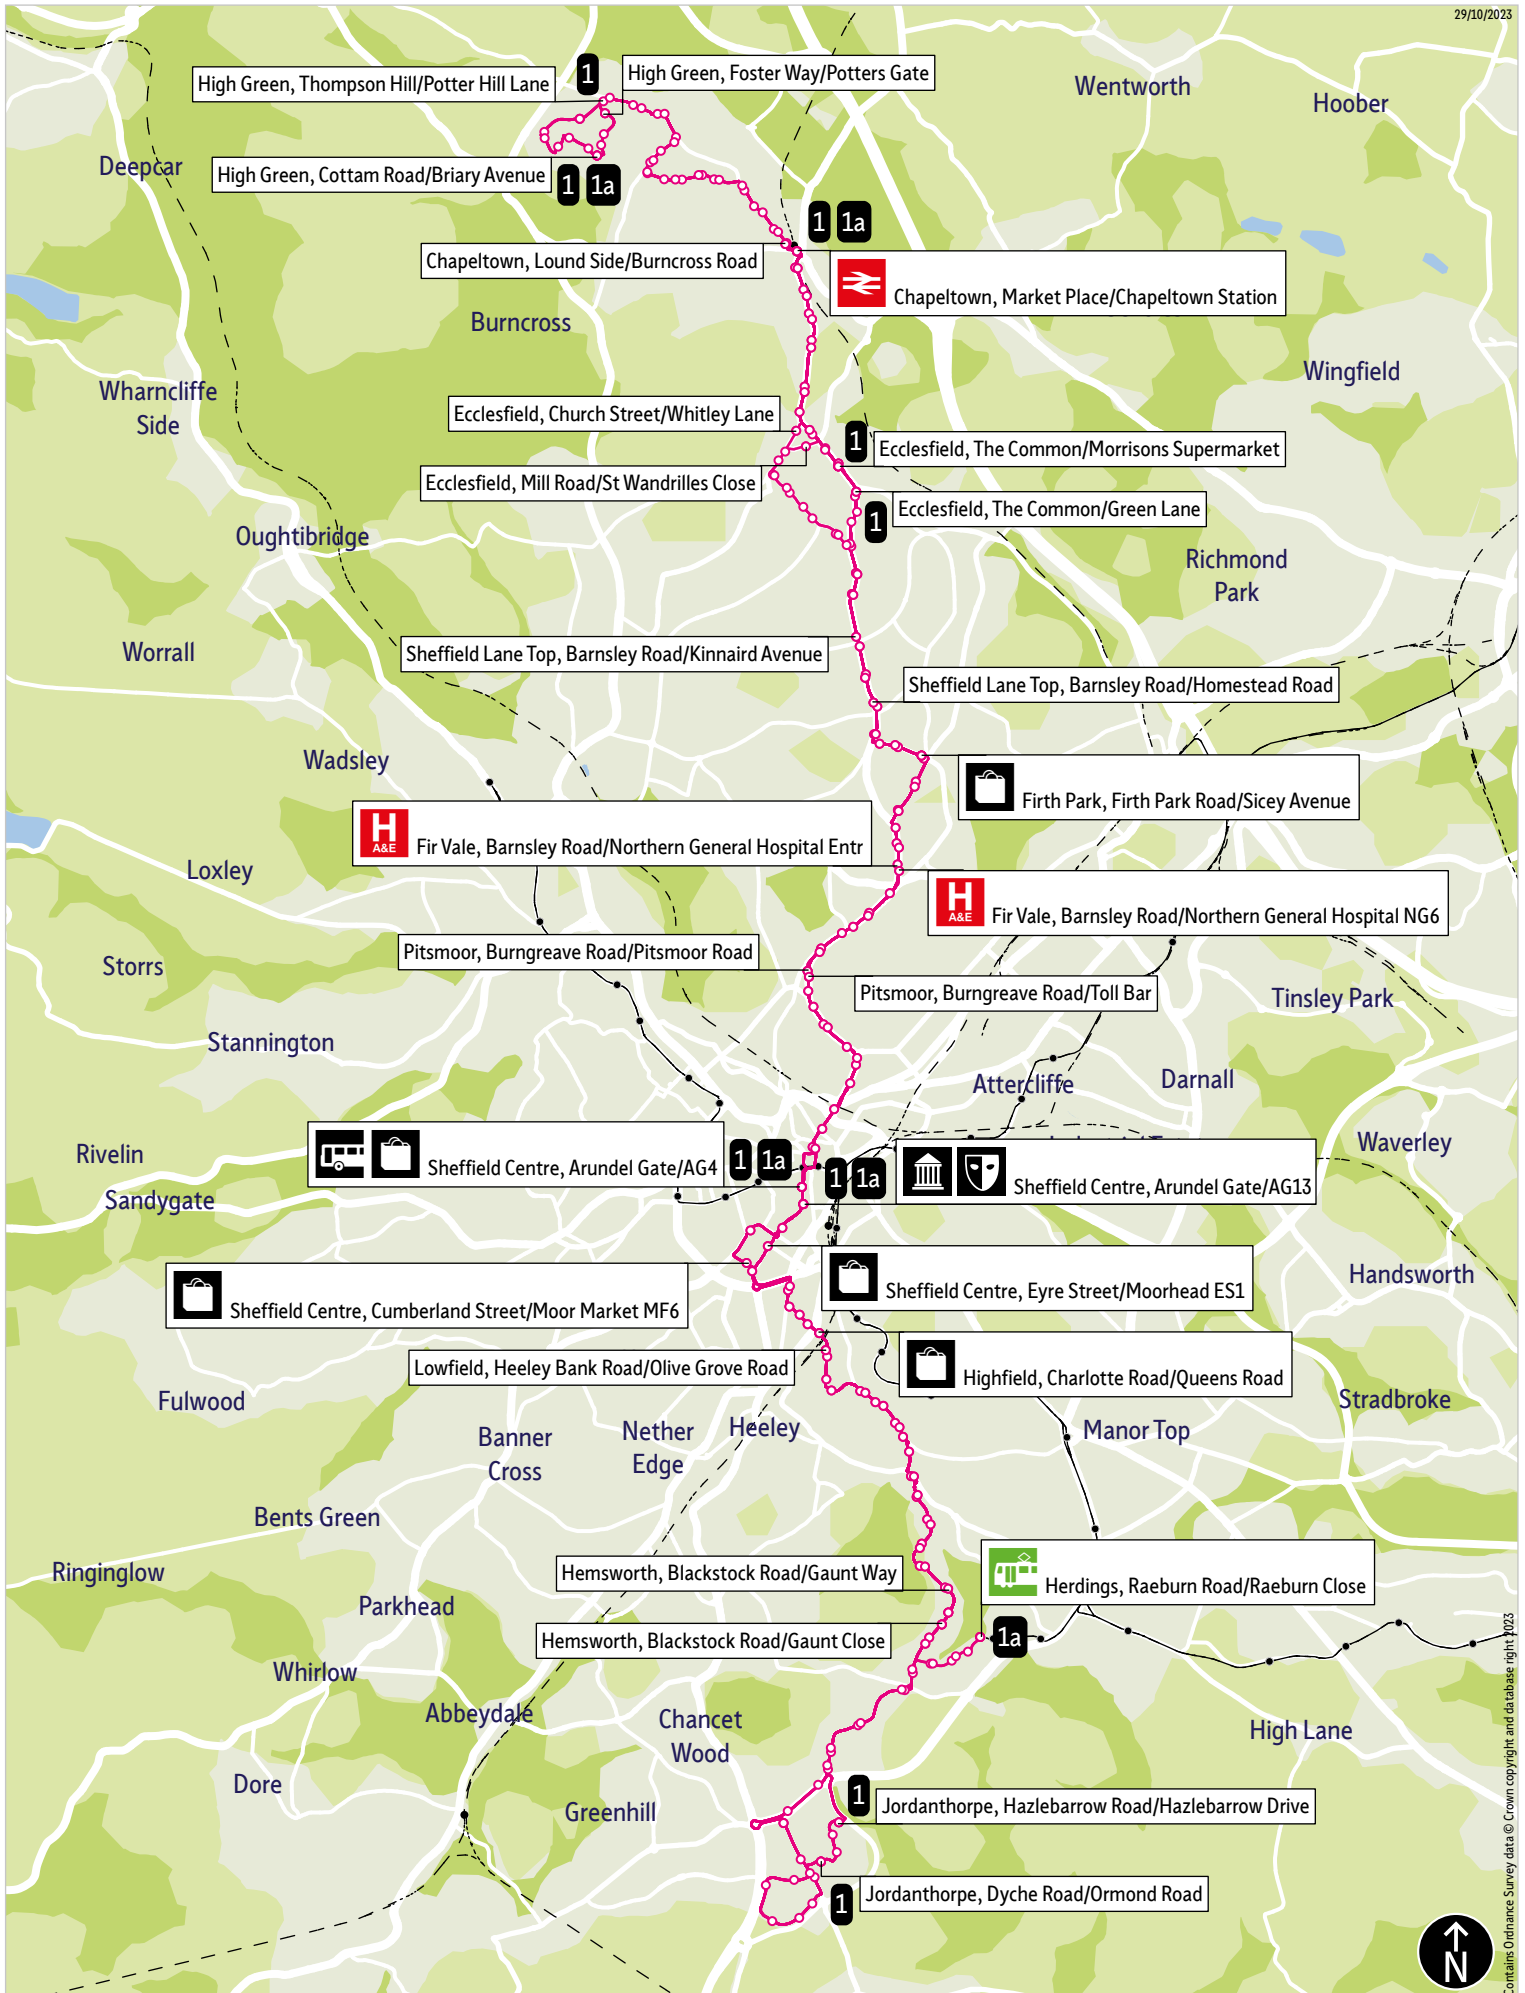 29/10/2023
1
High Green, Foster Way/Potters Gate
High Green, Thompson Hill/Potter Hill Lane
Wentworth
Hoober
Deepcar
High Green, Cottam Road/Briary Avenue
1 1a
1 1a
Chapeltown, Lound Side/Burncross Road
Chapeltown, Market Place/Chapeltown Station
Burncross
Wingfield
Wharncliffe
Side
Ecclesfield, Church Street/Whitley Lane
1
Ecclesfield, The Common/Morrisons Supermarket
Ecclesfield, Mill Road/St Wandrilles Close
Ecclesfield, The Common/Green Lane
1
Oughtibridge
Richmond
Park
Worrall
Sheffield Lane Top, Barnsley Road/Kinnaird Avenue
Sheffield Lane Top, Barnsley Road/Homestead Road
Wadsley
Firth Park, Firth Park Road/Sicey Avenue
H
A&E
Fir Vale, Barnsley Road/Northern General Hospital Entr
Loxley
H
A&E
Fir Vale, Barnsley Road/Northern General Hospital NG6
Pitsmoor, Burngreave Road/Pitsmoor Road
Storrs
Pitsmoor, Burngreave Road/Toll Bar
Tinsley Park
Stannington
Attercliffe
Darnall
Rivelin
Sheffield Centre, Arundel Gate/AG4
1 1a
Waverley
1 1a
Sheffield Centre, Arundel Gate/AG13
Sandygate
Sheffield Centre, Eyre Street/Moorhead ES1
Handsworth
Sheffield Centre, Cumberland Street/Moor Market MF6
Lowfield, Heeley Bank Road/Olive Grove Road
Highfield, Charlotte Road/Queens Road
Fulwood
Stradbroke
Banner
Cross
Nether
Edge
Heeley
Manor Top
Bents Green
Ringinglow
Hemsworth, Blackstock Road/Gaunt Way
Herdings, Raeburn Road/Raeburn Close
Parkhead
Hemsworth, Blackstock Road/Gaunt Close
1a
Whirlow
Abbeydale
Chancet
Wood
High Lane
Dore
Greenhill
1
Jordanthorpe, Hazlebarrow Road/Hazlebarrow Drive
Jordanthorpe, Dyche Road/Ormond Road
1
N
Contains Ordnance Survey data © Crown copyright and database right 2023